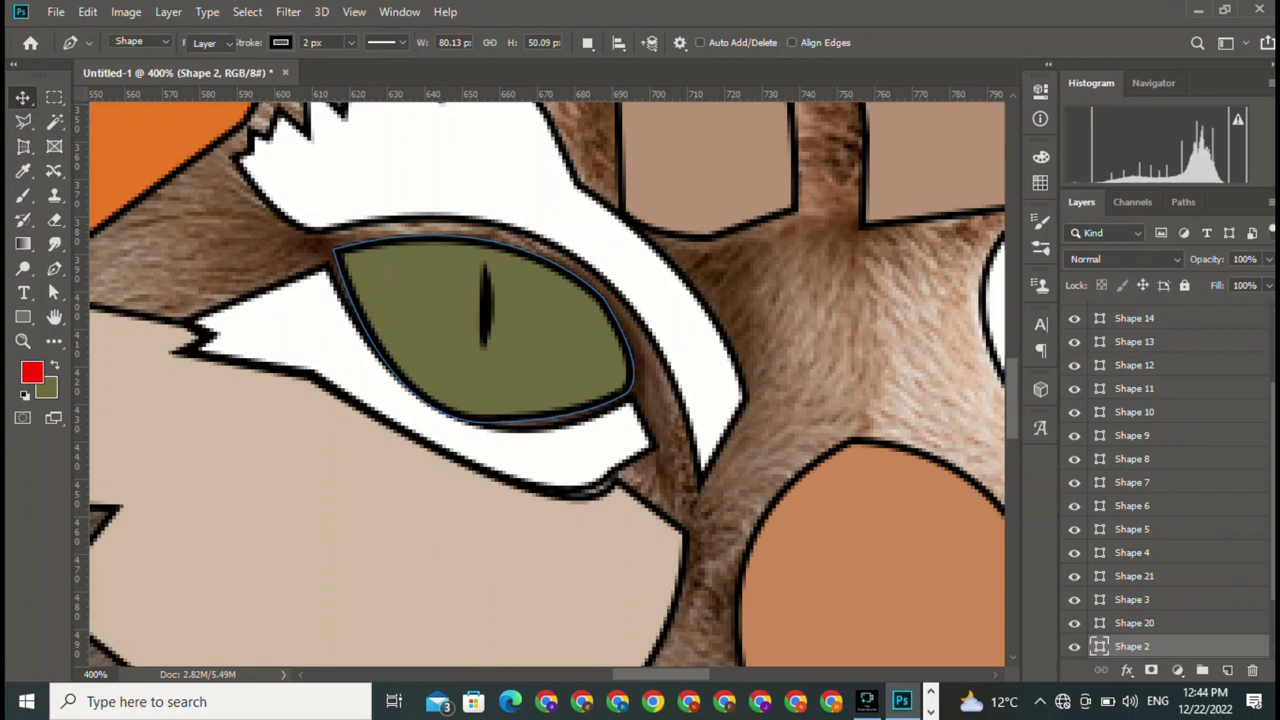 Ps File Edit Image Layer Type Select Filter 3D View Window Help
Shape Layer Stroke: 2 px W: 80.13 px H: 50.09 px Auto Add/Delete Align Edges
Untitled-1 @ 400% (Shape 2, RGB/8#) *
550 560 570 580 590 600 610 620 630 640 650 660 670 680 690 700 710 720 730 740 750 760 770 780 790
Histogram Navigator
Layers Channels Paths
Kind
Normal Opacity: 100%
Lock: Fill: 100%
Shape 14
Shape 13
Shape 12
Shape 11
Shape 10
Shape 9
Shape 8
Shape 7
Shape 6
Shape 5
Shape 4
Shape 21
Shape 3
Shape 20
Shape 2
400% Doc: 2.82M/5.49M
Type here to search 3 Ps 12°C ENG 12:44 PM
12/22/2022